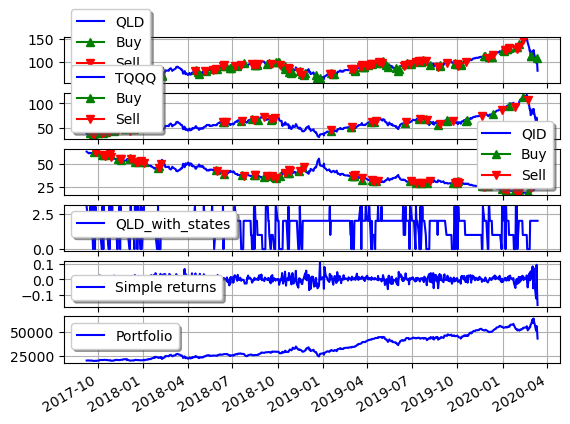 QLD
Buy
Sell
150
100
TQQQ
Buy
Sell
100
50
QID
Buy
Sell
50
25
QLD_with_states
2.5
0.0
Simple returns
0.1
0.0
−0.1
Portfolio
50000
25000
2017-10
2018-01
2018-04
2018-07
2018-10
2019-01
2019-04
2019-07
2019-10
2020-01
2020-04